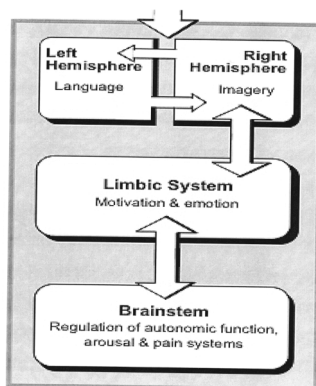 Left
Hemisphere
Language
Right
Hemisphere
Imagery
Limbic System
Motivation & emotion
Brainstem
Regulation of autonomic function,
arousal & pain systems